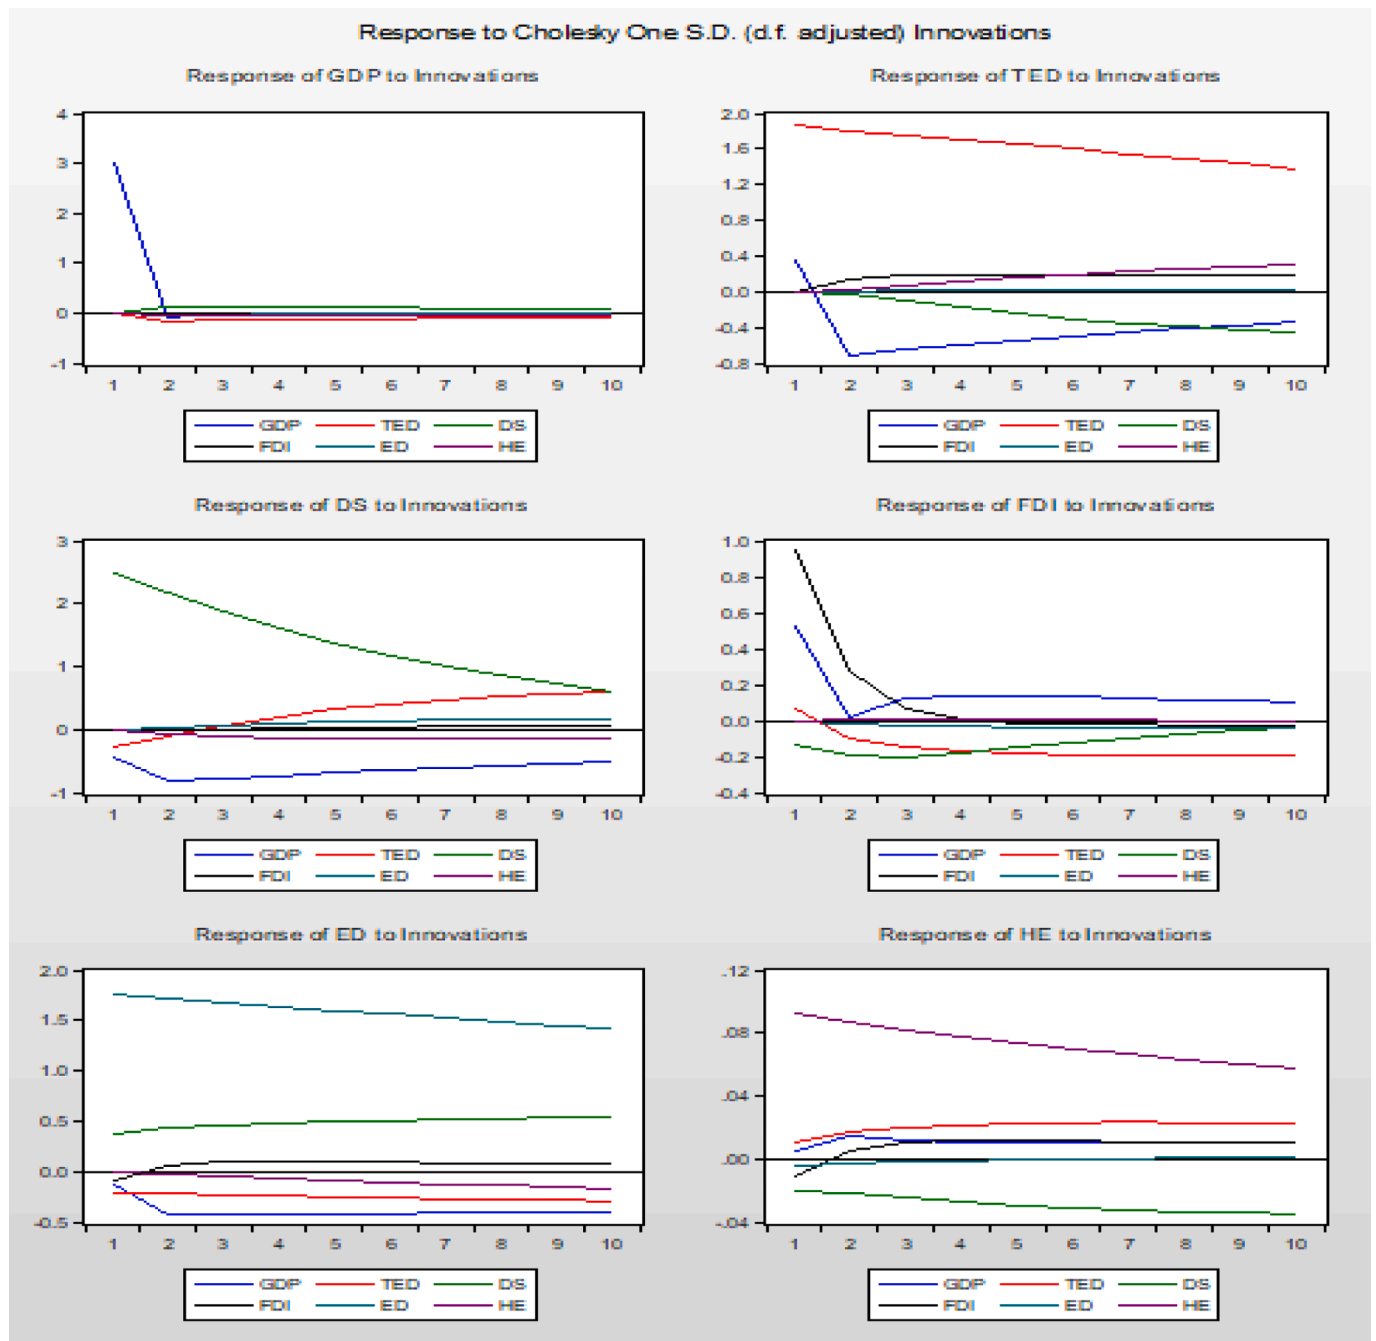 Response to Cholesky One S.D. (d.f. adjusted) Innovations
Response of GDP to Innovations
4
3
2
1
0
-1
1 2 3 4 5 6 7 8 9 10
GDP TED DS
FDI ED HE
Response of TED to Innovations
2.0
1.6
1.2
0.8
0.4
0.0
-0.4
-0.8
1 2 3 4 5 6 7 8 9 10
GDP TED DS
FDI ED HE
Response of DS to Innovations
3
2
1
0
-1
1 2 3 4 5 6 7 8 9 10
GDP TED DS
FDI ED HE
Response of FDI to Innovations
1.0
0.8
0.6
0.4
0.2
0.0
-0.2
-0.4
1 2 3 4 5 6 7 8 9 10
GDP TED DS
FDI ED HE
Response of ED to Innovations
2.0
1.5
1.0
0.5
0.0
-0.5
1 2 3 4 5 6 7 8 9 10
GDP TED DS
FDI ED HE
Response of HE to Innovations
.12
.08
.04
.00
-.04
1 2 3 4 5 6 7 8 9 10
GDP TED DS
FDI ED HE